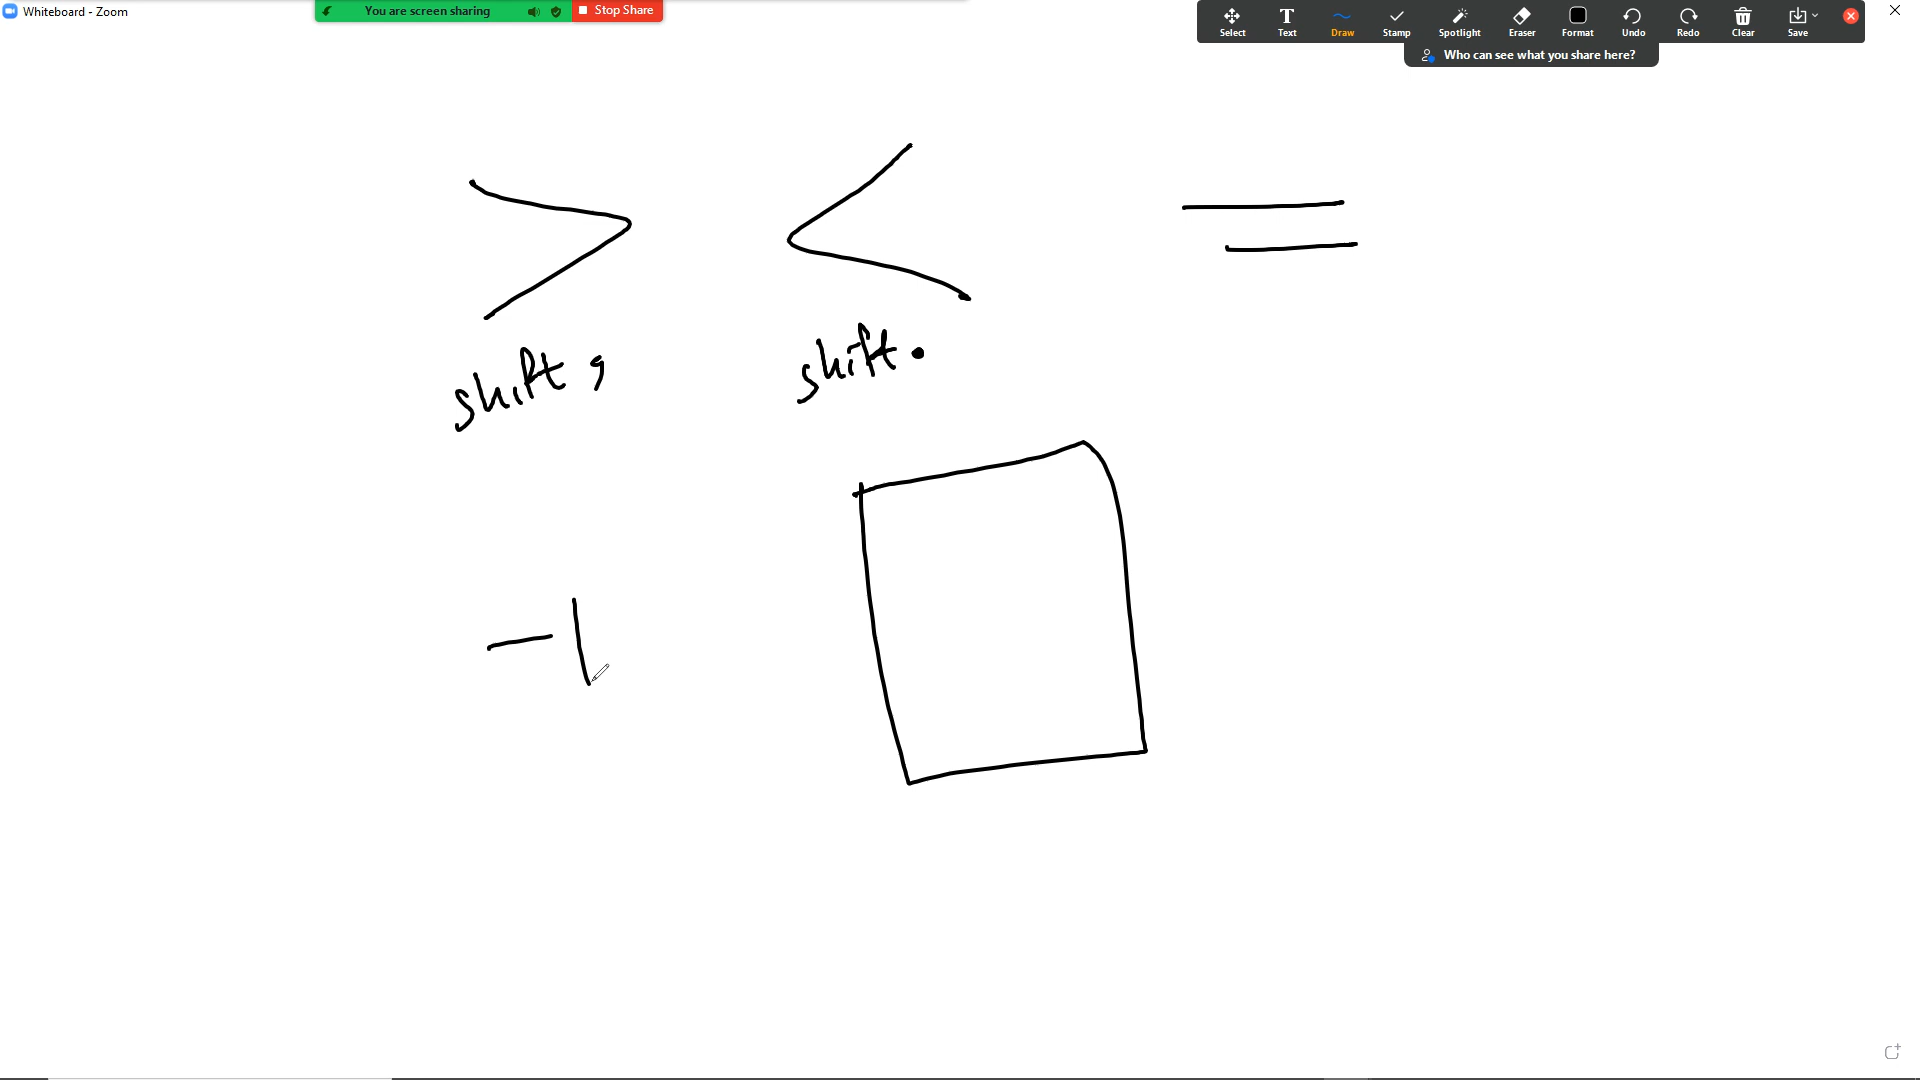 Whiteboard - Zoom
You are screen sharing
Stop Share
Select
Text
Draw
Stamp
Spotlight
Eraser
Format
Undo
Redo
Clear
Save
Who can see what you share here?
> < =
shift , shift .
-1